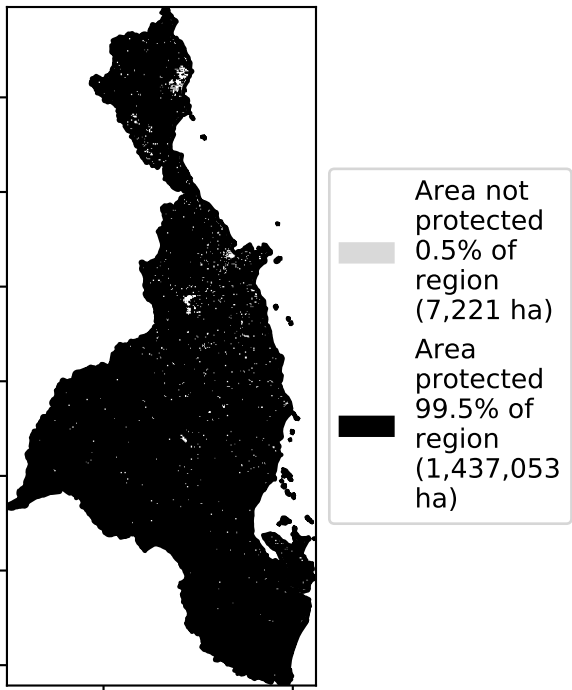 Area not
protected
0.5% of
region
(7,221 ha)
Area
protected
99.5% of
region
(1,437,053
ha)